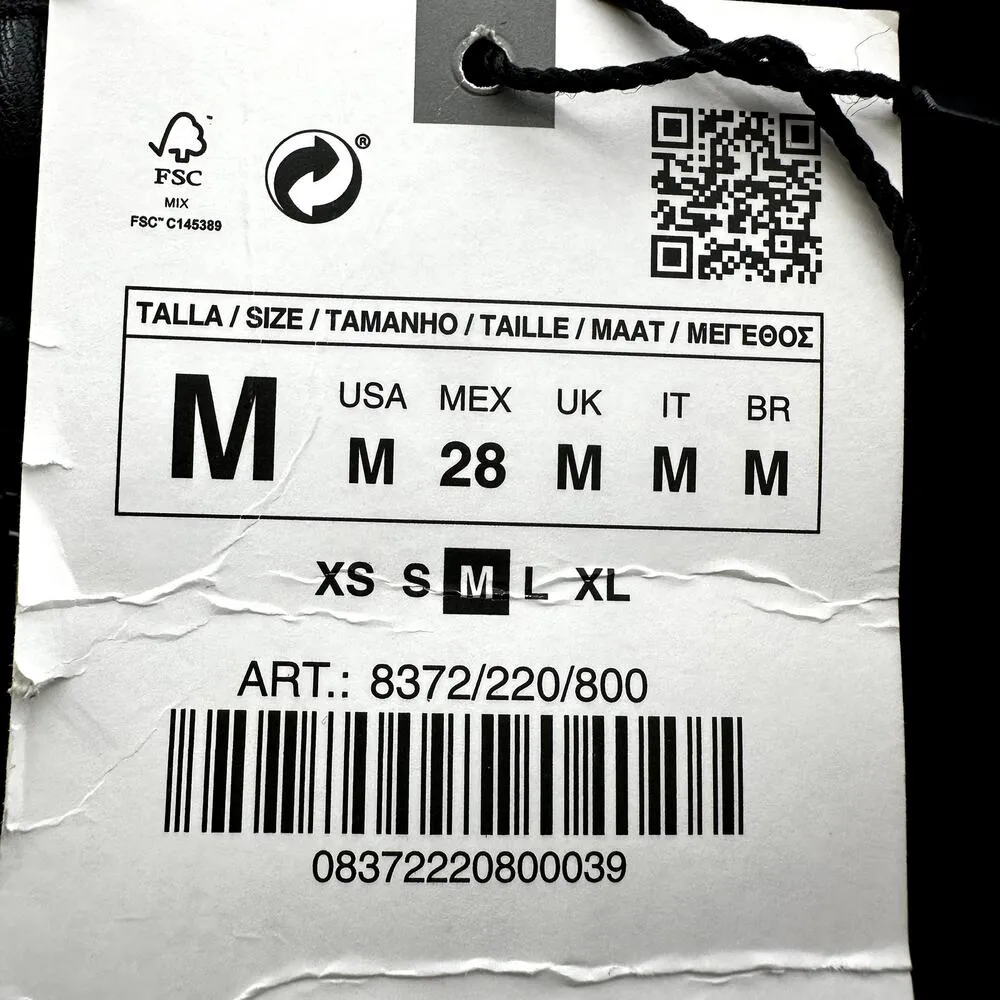 FSC
MIX
FSC™ C145389
®
TALLA / SIZE / TAMANHO / TAILLE / MAAT / ΜΕΓΕΘΟΣ
M
USA MEX UK IT BR
M 28 M M M
XS S M L XL
ART.: 8372/220/800
08372220800039